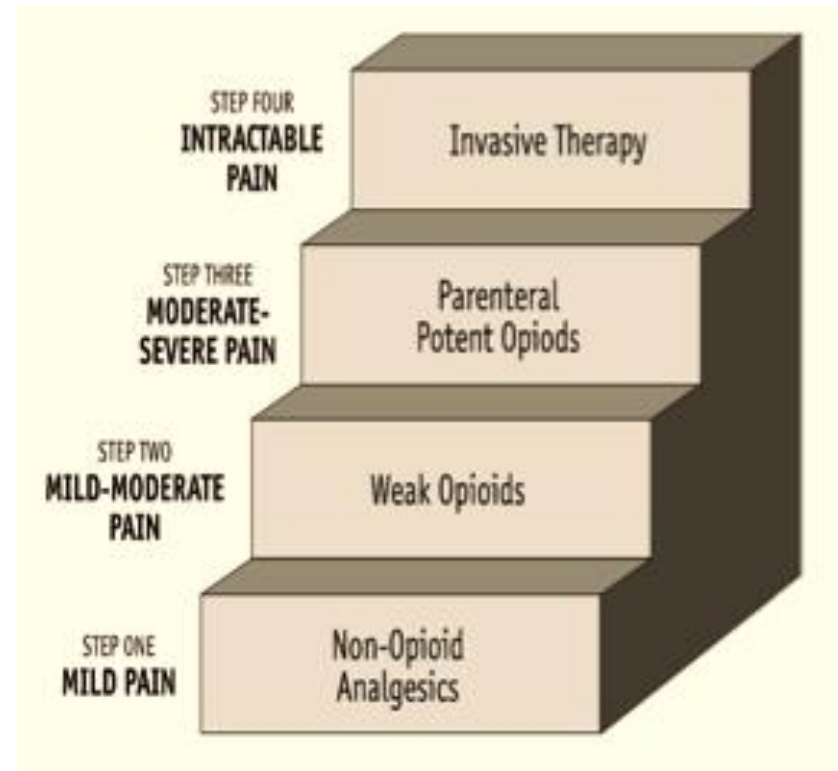 STEP FOUR
INTRACTABLE
PAIN
Invasive Therapy
STEP THREE
MODERATE-
SEVERE PAIN
Parenteral
Potent Opiods
STEP TWO
MILD-MODERATE
PAIN
Weak Opioids
STEP ONE
MILD PAIN
Non-Opioid
Analgesics